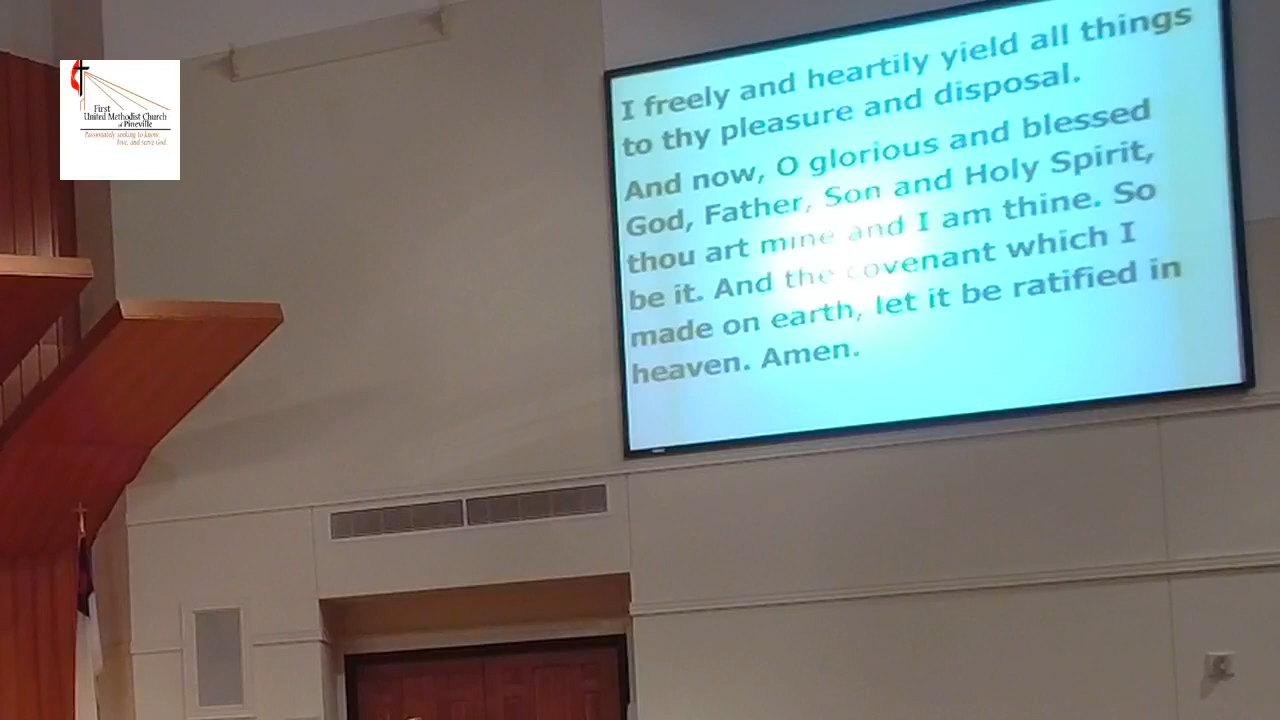 First
United Methodist Church
of Pineville
Passionately seeking to know,
love, and serve God.
I freely and heartily yield all things
to thy pleasure and disposal.
And now, O glorious and blessed
God, Father, Son and Holy Spirit,
thou art mine and I am thine. So
be it. And the covenant which I
made on earth, let it be ratified in
heaven. Amen.